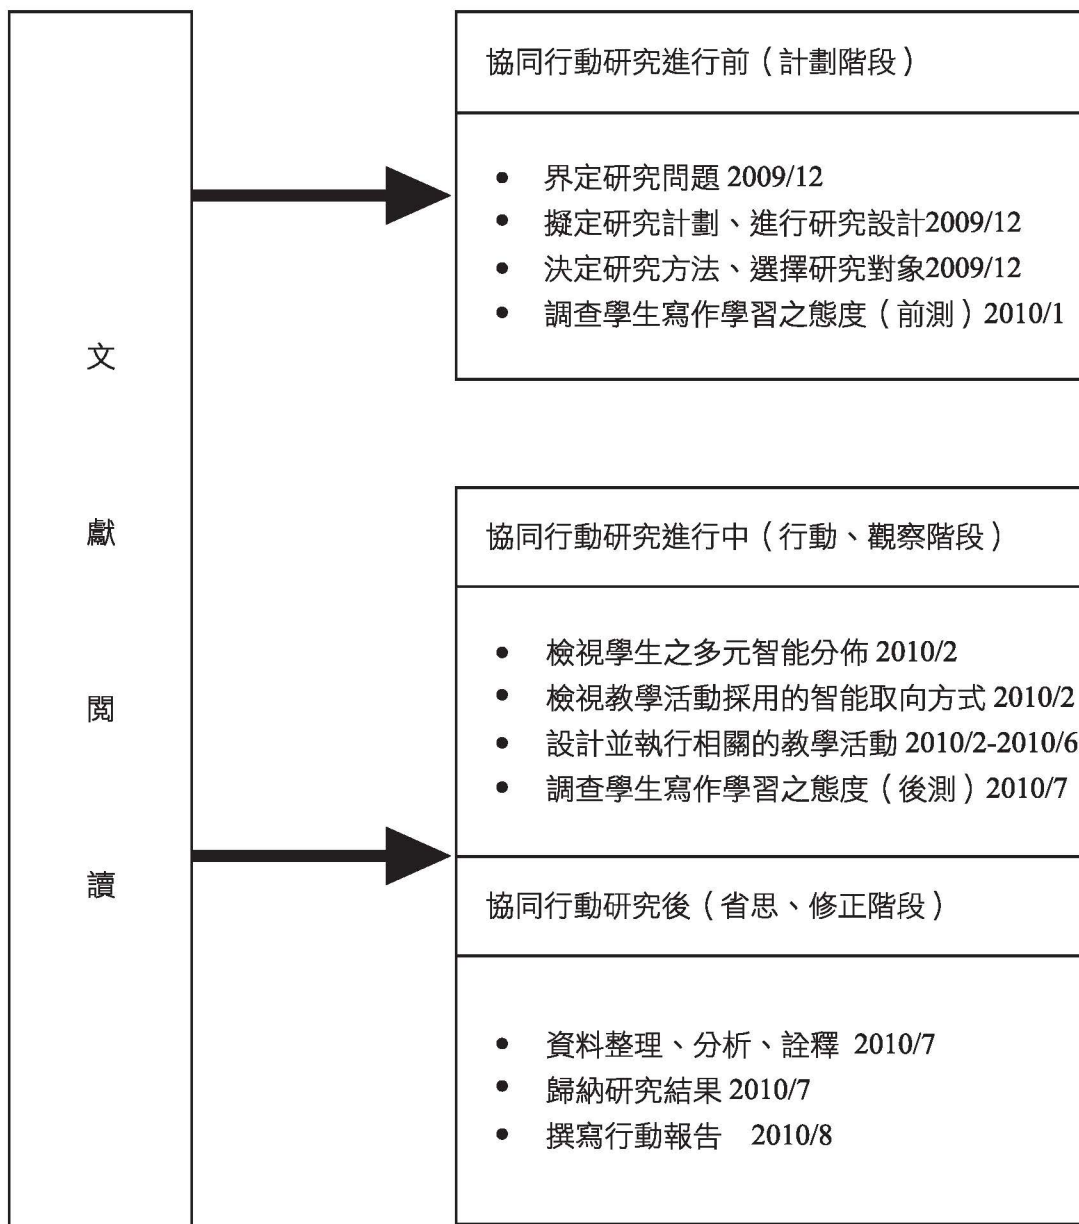 文獻閱讀
協同行動研究進行前（計劃階段）
• 界定研究問題 2009/12
• 擬定研究計劃、進行研究設計2009/12
• 決定研究方法、選擇研究對象2009/12
• 調查學生寫作學習之態度（前測）2010/1
協同行動研究進行中（行動、觀察階段）
• 檢視學生之多元智能分佈 2010/2
• 檢視教學活動採用的智能取向方式 2010/2
• 設計並執行相關的教學活動 2010/2-2010/6
• 調查學生寫作學習之態度（後測）2010/7
協同行動研究後（省思、修正階段）
• 資料整理、分析、詮釋 2010/7
• 歸納研究結果 2010/7
• 撰寫行動報告 2010/8